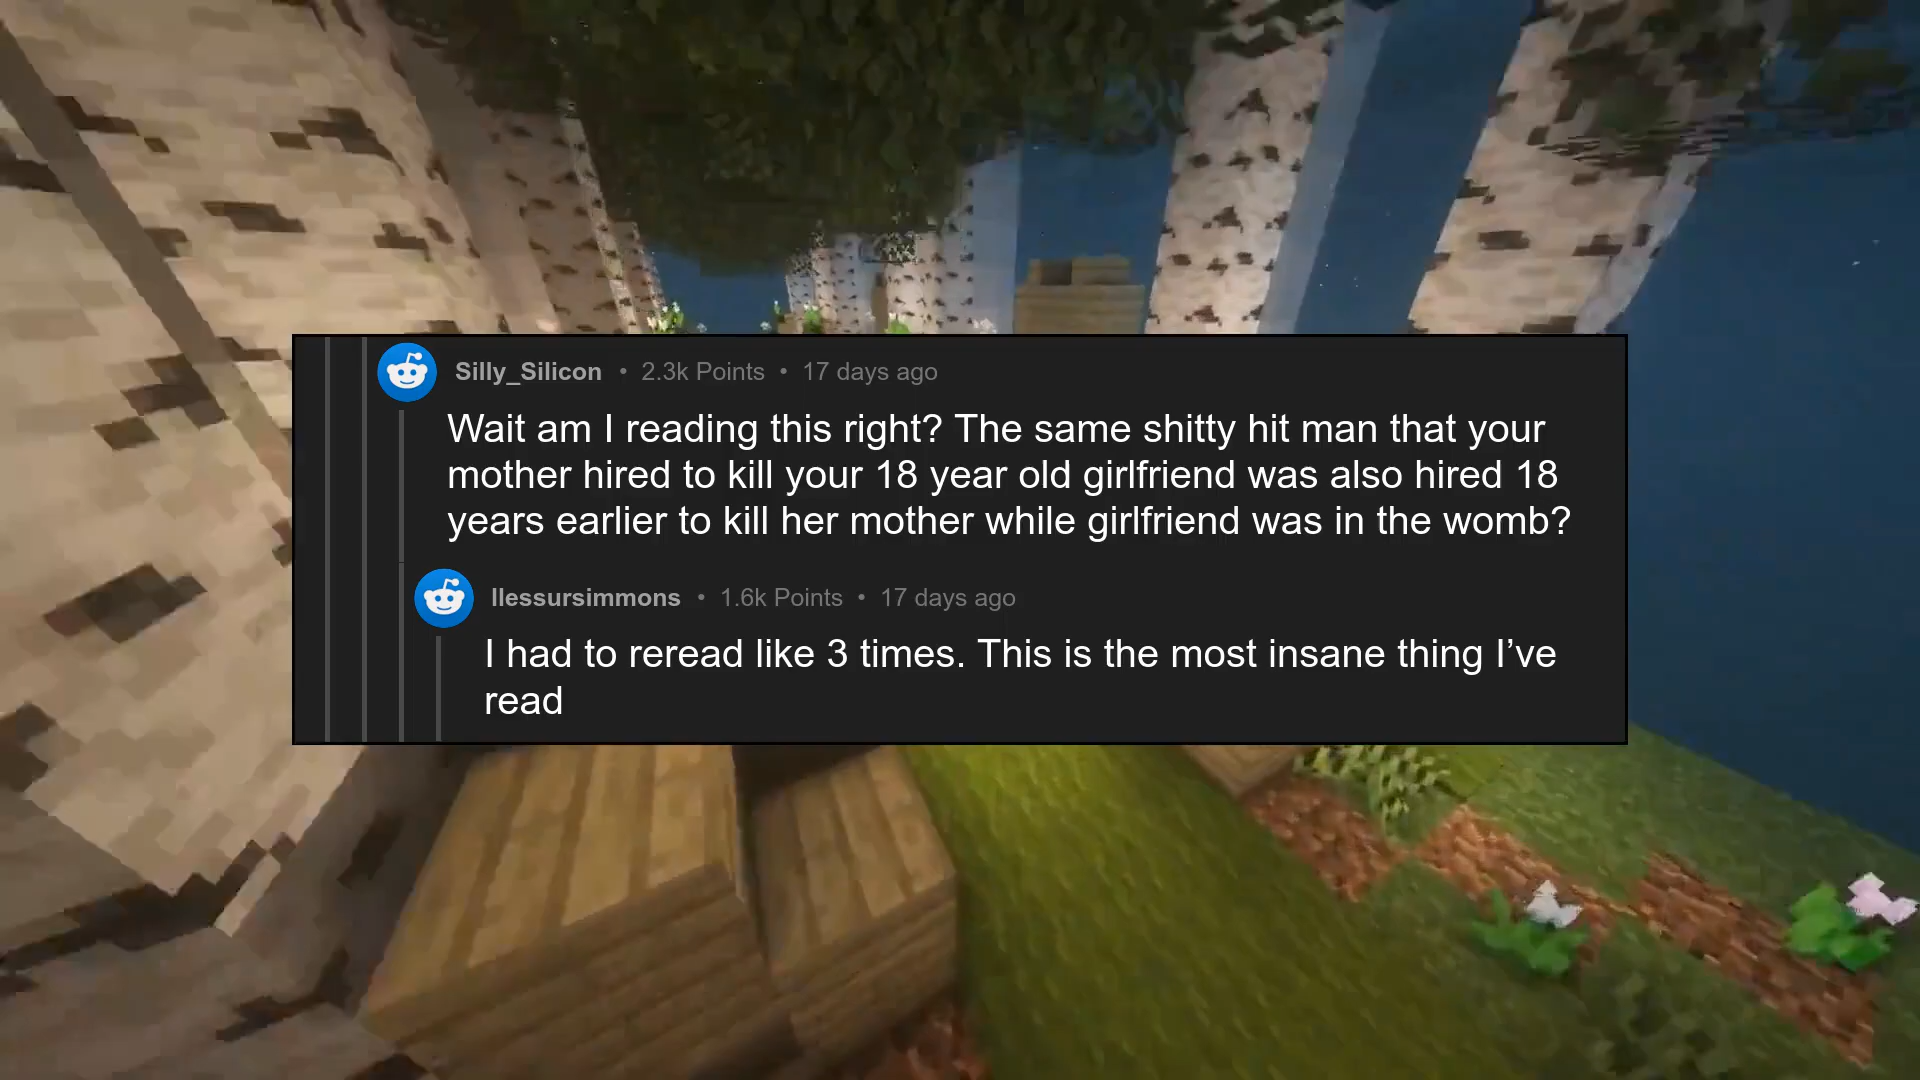 Silly_Silicon • 2.3k Points • 17 days ago
Wait am I reading this right? The same shitty hit man that your
mother hired to kill your 18 year old girlfriend was also hired 18
years earlier to kill her mother while girlfriend was in the womb?
llessursimmons • 1.6k Points • 17 days ago
I had to reread like 3 times. This is the most insane thing I’ve
read